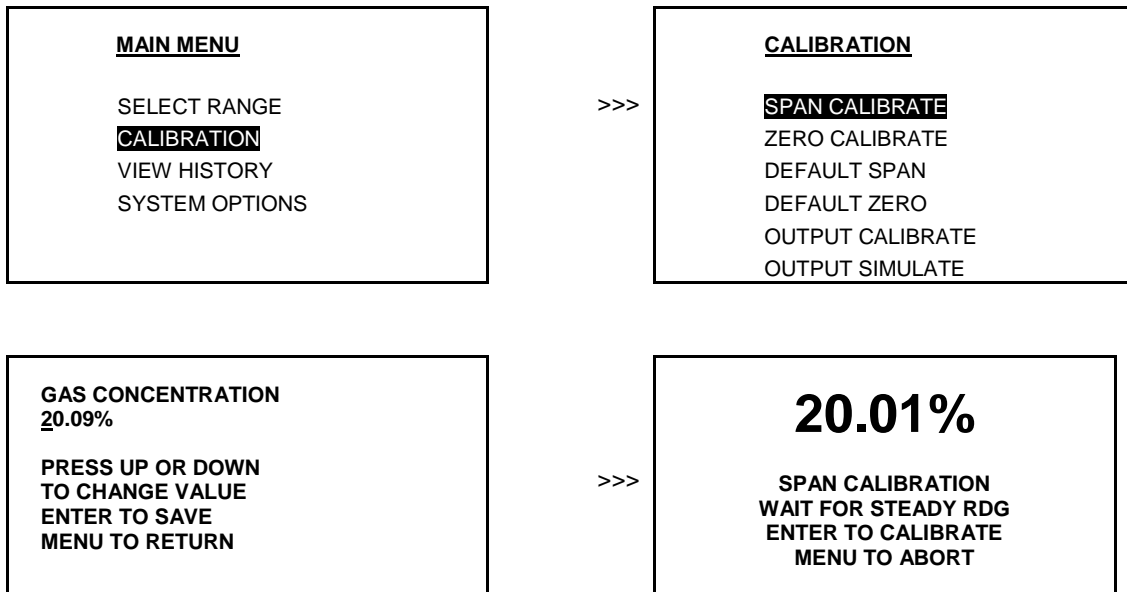 MAIN MENU
SELECT RANGE
CALIBRATION
VIEW HISTORY
SYSTEM OPTIONS
>>>
CALIBRATION
SPAN CALIBRATE
ZERO CALIBRATE
DEFAULT SPAN
DEFAULT ZERO
OUTPUT CALIBRATE
OUTPUT SIMULATE
GAS CONCENTRATION
20.09%
PRESS UP OR DOWN
TO CHANGE VALUE
ENTER TO SAVE
MENU TO RETURN
>>>
20.01%
SPAN CALIBRATION
WAIT FOR STEADY RDG
ENTER TO CALIBRATE
MENU TO ABORT